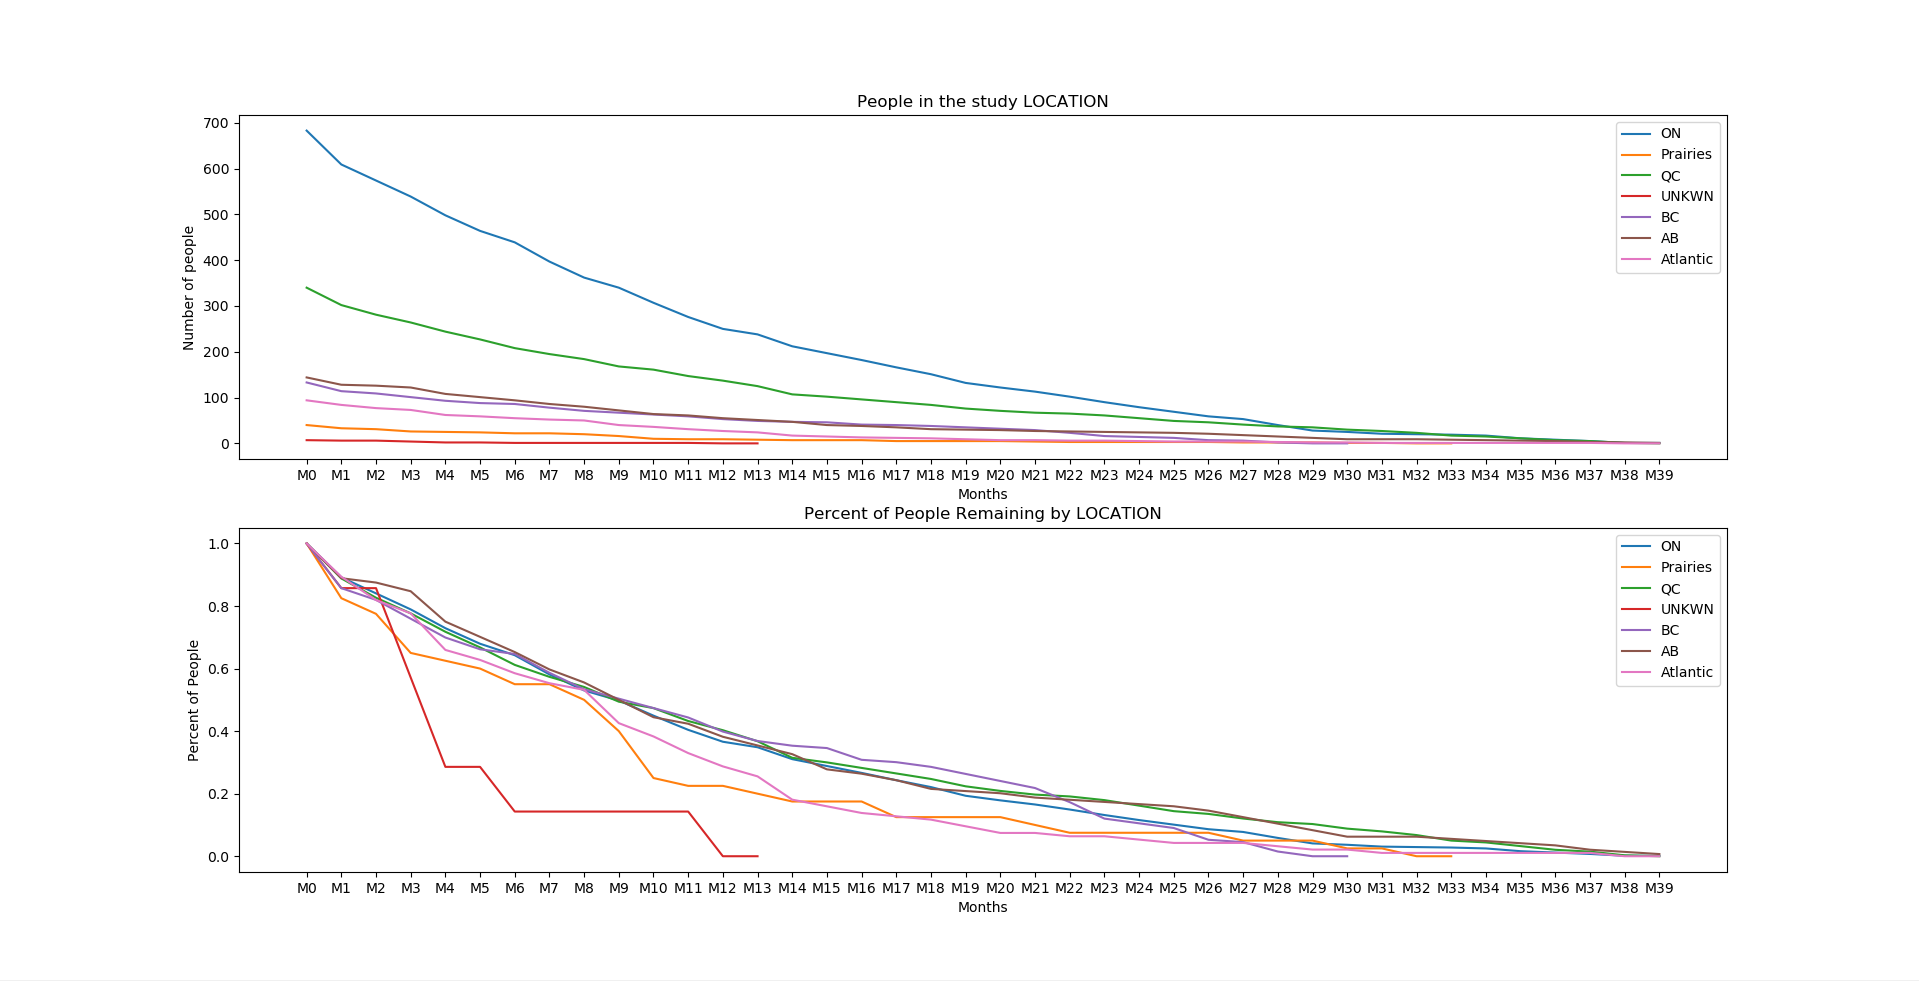 People in the study LOCATION
700
600
500
400
300
200
100
0
Number of people
ON
Prairies
QC
UNKWN
BC
AB
Atlantic
M0 M1 M2 M3 M4 M5 M6 M7 M8 M9 M10 M11 M12 M13 M14 M15 M16 M17 M18 M19 M20 M21 M22 M23 M24 M25 M26 M27 M28 M29 M30 M31 M32 M33 M34 M35 M36 M37 M38 M39
Months
Percent of People Remaining by LOCATION
1.0
0.8
0.6
0.4
0.2
0.0
Percent of People
ON
Prairies
QC
UNKWN
BC
AB
Atlantic
M0 M1 M2 M3 M4 M5 M6 M7 M8 M9 M10 M11 M12 M13 M14 M15 M16 M17 M18 M19 M20 M21 M22 M23 M24 M25 M26 M27 M28 M29 M30 M31 M32 M33 M34 M35 M36 M37 M38 M39
Months